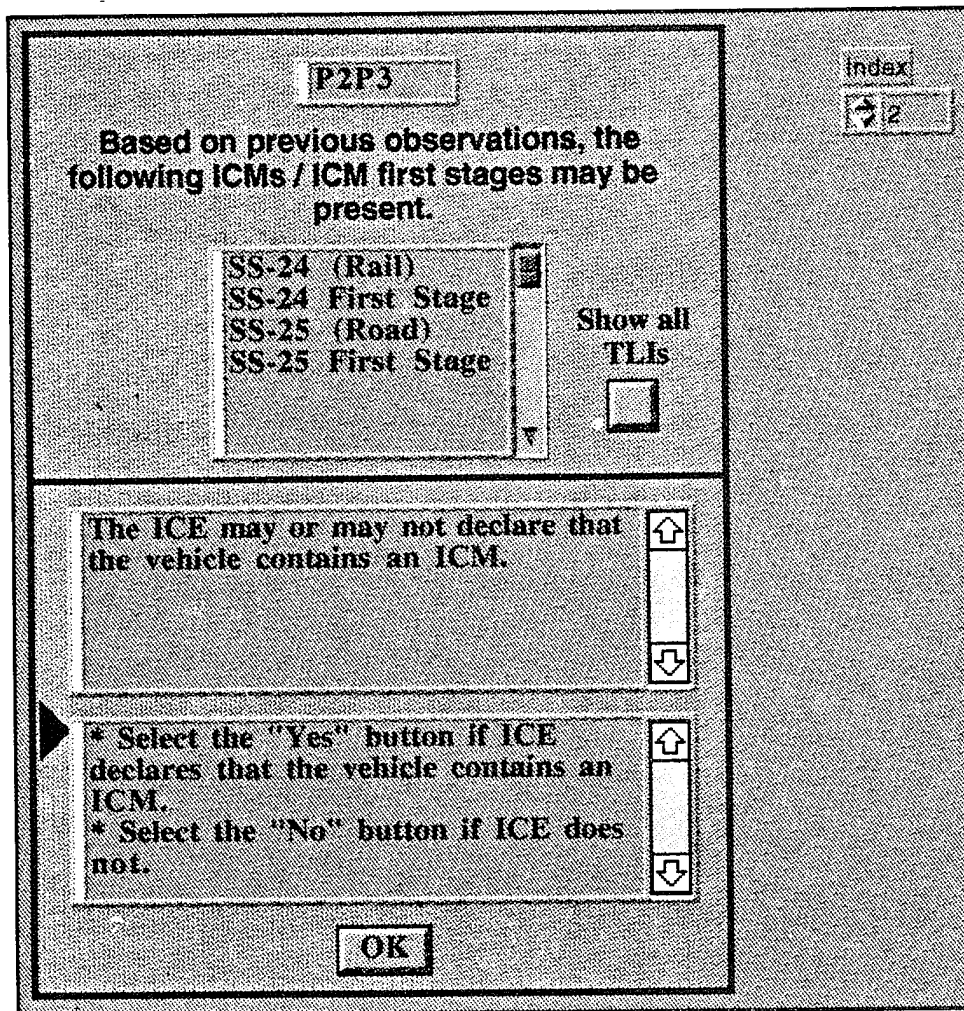 P2P3
Index
2
Based on previous observations, the
following ICMs / ICM first stages may be
present.
SS-24 (Rail)
SS-24 First Stage
SS-25 (Road)
SS-25 First Stage
Show all
TLIs
The ICE may or may not declare that
the vehicle contains an ICM.
* Select the "Yes" button if ICE
declares that the vehicle contains an
ICM.
* Select the "No" button if ICE does
not.
OK